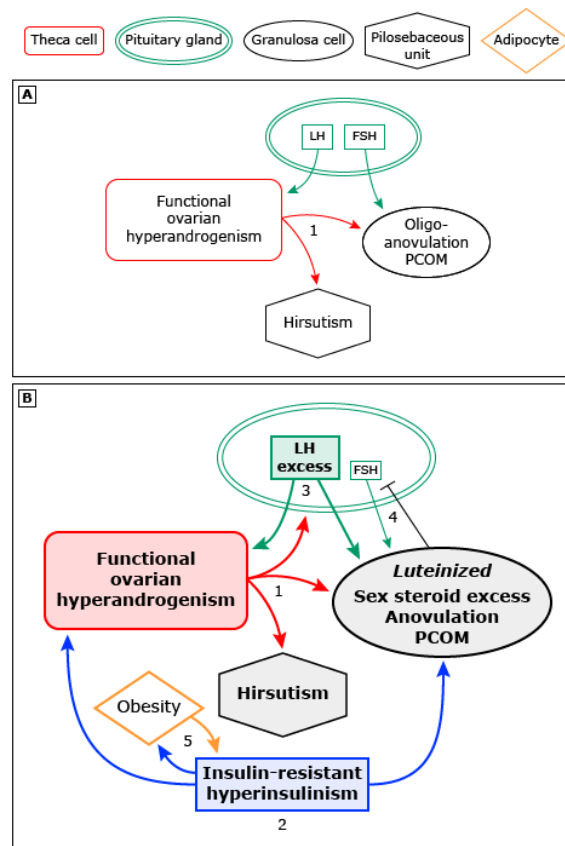 Theca cell
Pituitary gland
Granulosa cell
Pilosebaceous
unit
Adipocyte
A
LH
FSH
Functional
ovarian
hyperandrogenism
1
Oligo-
anovulation
PCOM
Hirsutism
B
LH
excess
FSH
3
4
Functional
ovarian
hyperandrogenism
1
Luteinized
Sex steroid excess
Anovulation
PCOM
Hirsutism
Obesity
5
Insulin-resistant
hyperinsulinism
2